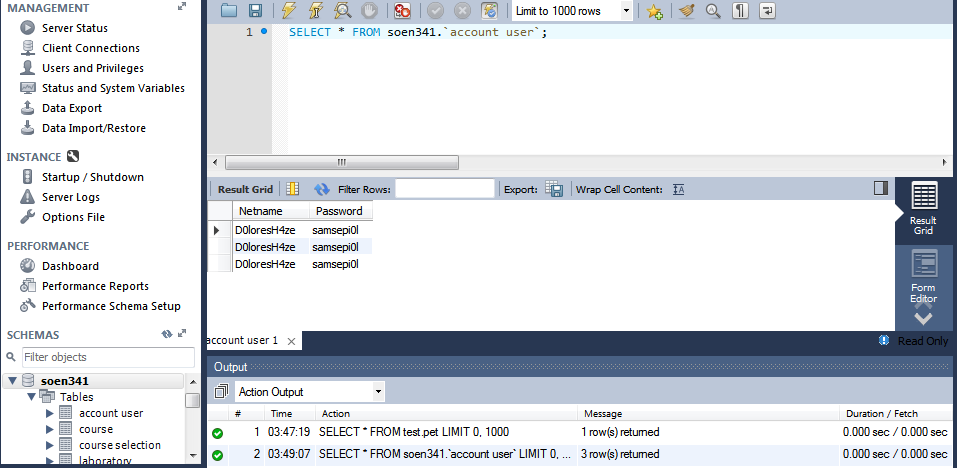 MANAGEMENT
Server Status
Client Connections
Users and Privileges
Status and System Variables
Data Export
Data Import/Restore
INSTANCE
Startup / Shutdown
Server Logs
Options File
PERFORMANCE
Dashboard
Performance Reports
Performance Schema Setup
SCHEMAS
Filter objects
soen341
Tables
account user
course
course selection
laboratory
Limit to 1000 rows
1 SELECT * FROM soen341.`account user`;
Result Grid Filter Rows: Export: Wrap Cell Content:
Netname Password
D0loresH4ze samsepi0l
D0loresH4ze samsepi0l
D0loresH4ze samsepi0l
Result
Grid
Form
Editor
account user 1
Read Only
Output
Action Output
# Time Action Message Duration / Fetch
1 03:47:19 SELECT * FROM test.pet LIMIT 0, 1000 1 row(s) returned 0.000 sec / 0.000 sec
2 03:49:07 SELECT * FROM soen341.`account user` LIMIT 0, ... 3 row(s) returned 0.000 sec / 0.000 sec